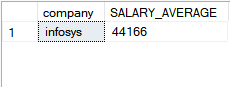 company SALARY_AVERAGE
1 infosys 44166